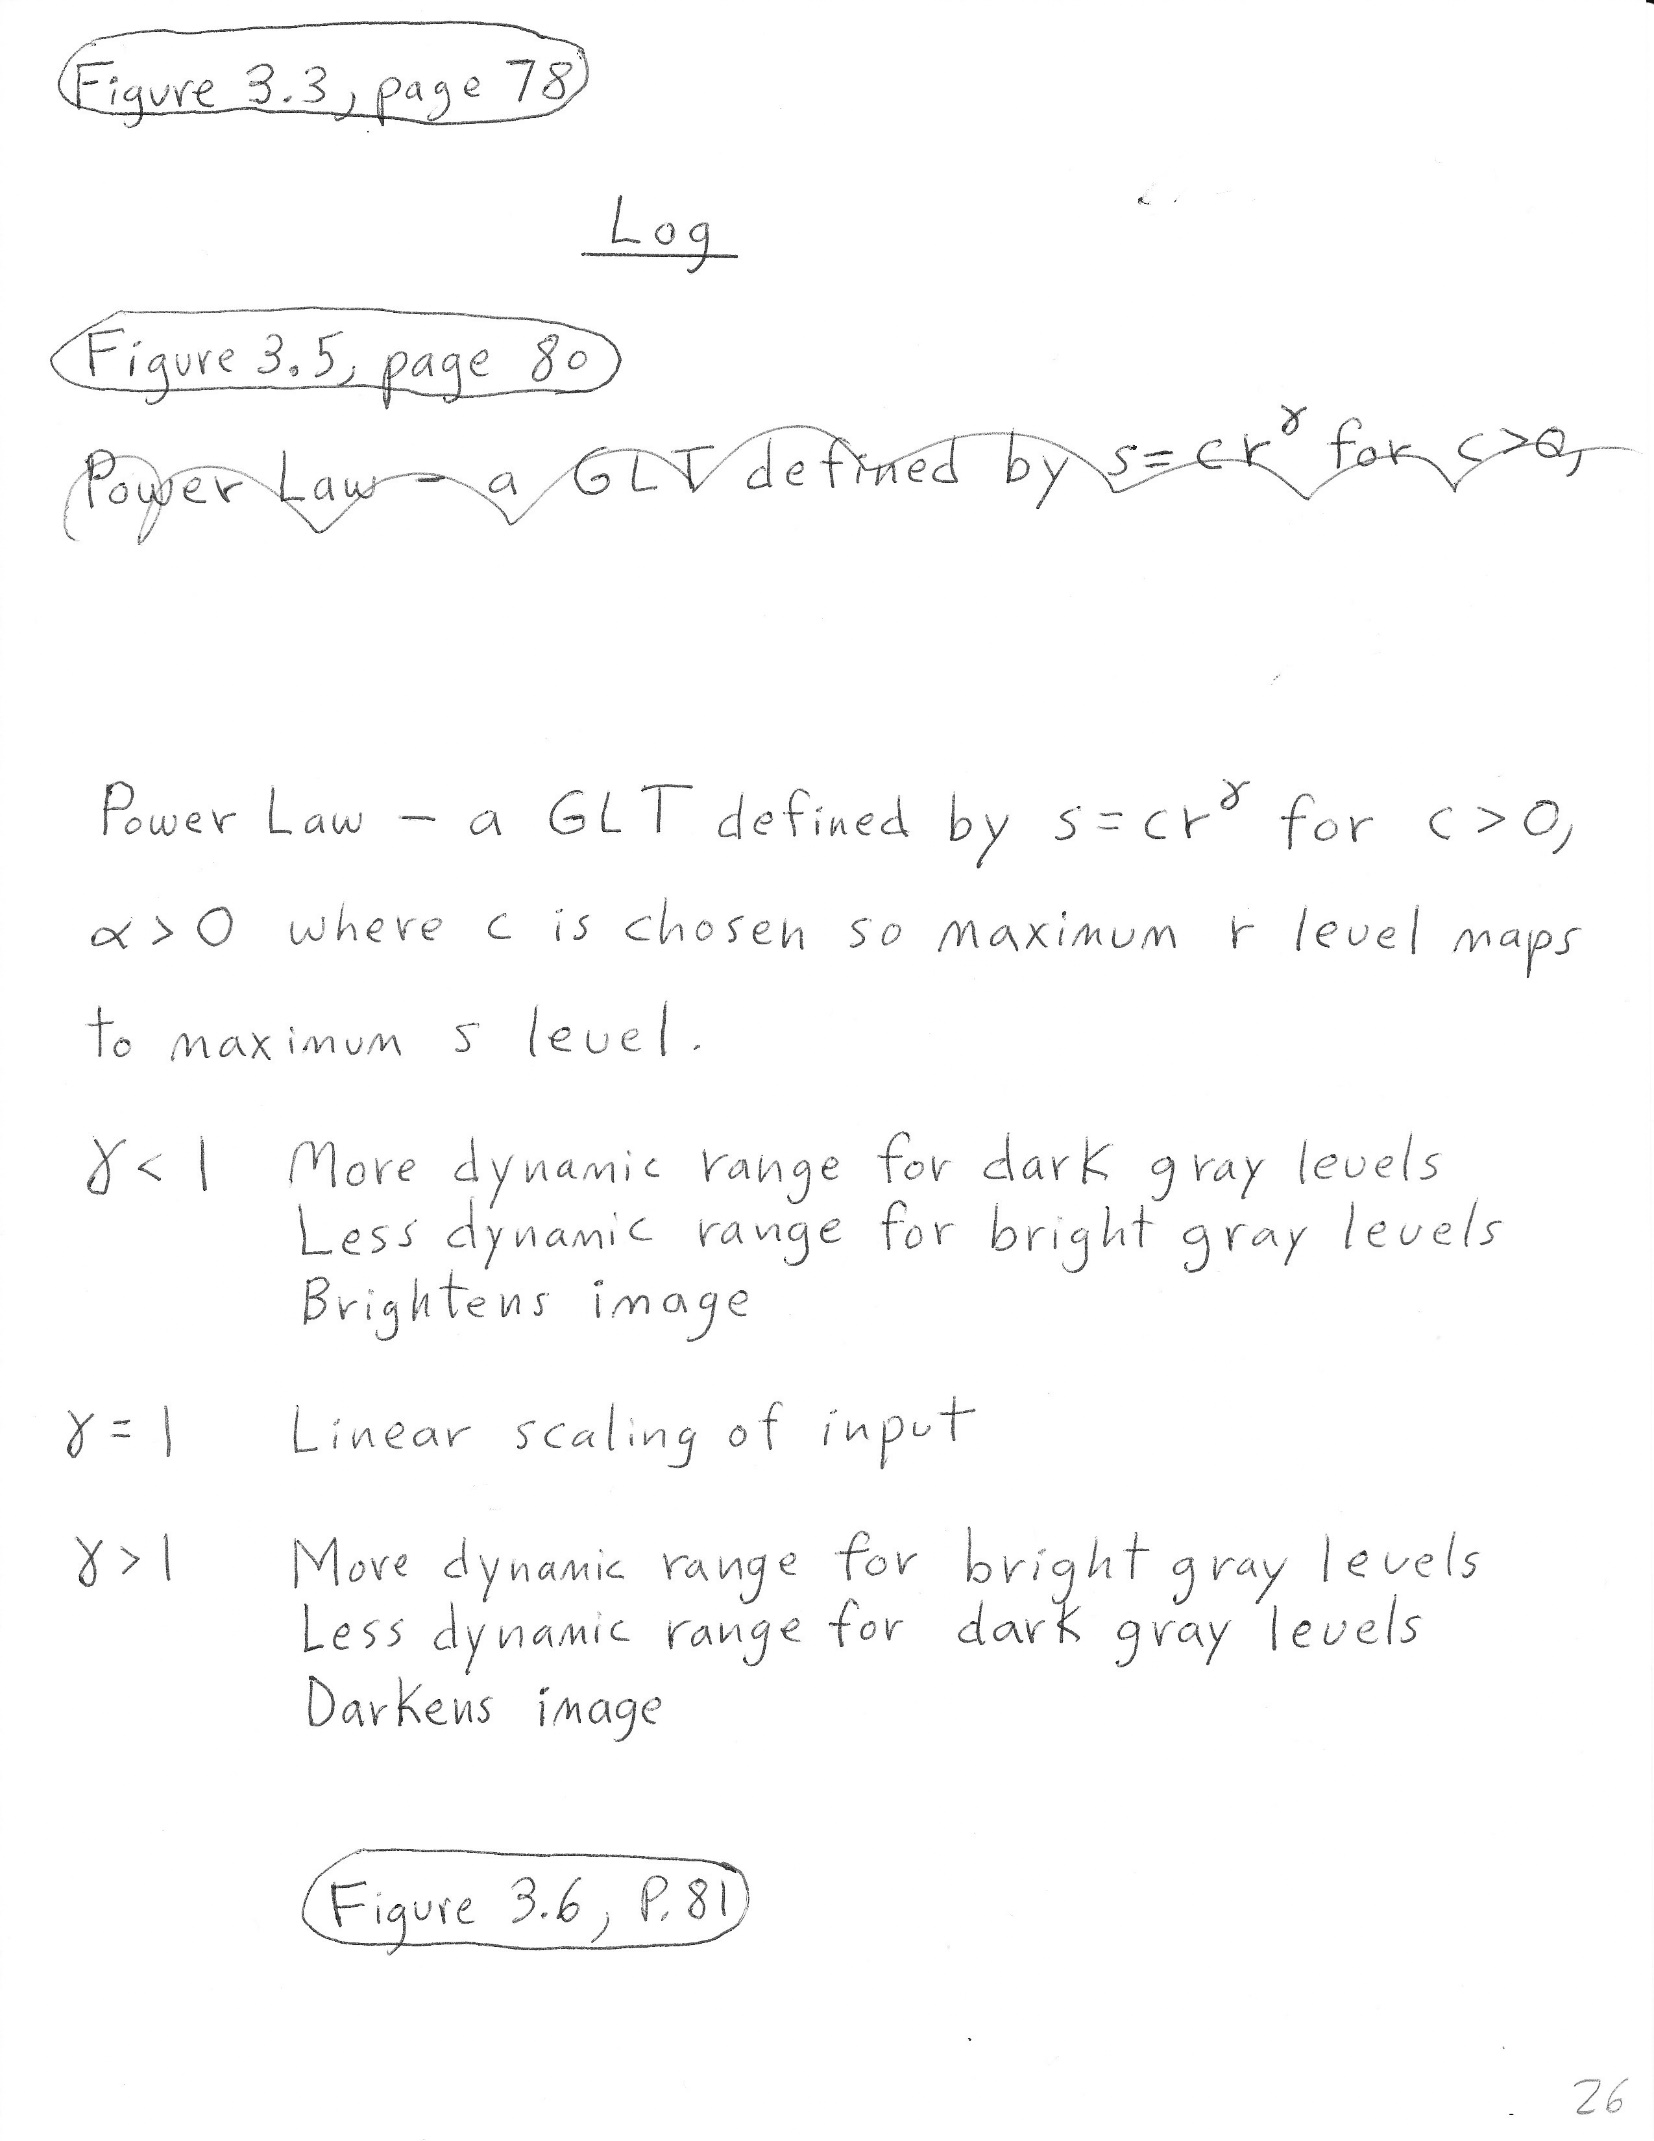 Figure 3.3, page 78
Log
Figure 3.5, page 80
Power Law - a GLT defined by s=cr^γ for c>0,
Power Law - a GLT defined by s=cr^γ for c>0,
α>0 where c is chosen so maximum r level maps
to maximum s level.
γ<1 More dynamic range for dark gray levels
Less dynamic range for bright gray levels
Brightens image
γ=1 Linear scaling of input
γ>1 More dynamic range for bright gray levels
Less dynamic range for dark gray levels
Darkens image
Figure 3.6, P.81
26